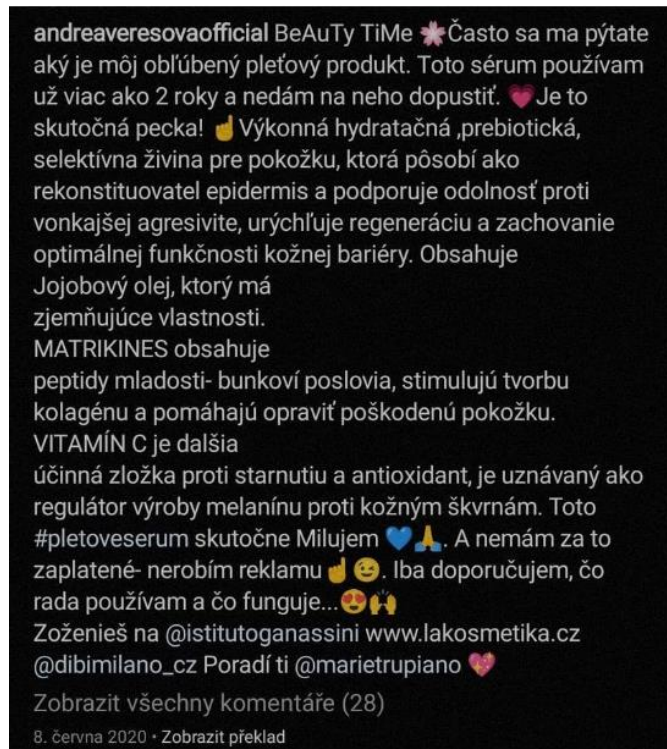 andreaveresovaofficial BeAuTy TiMe 🌸Často sa ma pýtate
aký je môj obľúbený pleťový produkt. Toto sérum používam
už viac ako 2 roky a nedám na neho dopustiť. 💗Je to
skutočná pecka! ☝️Výkonná hydratačná ,prebiotická,
selektívna živina pre pokožku, ktorá pôsobí ako
rekonstituovatel epidermis a podporuje odolnosť proti
vonkajšej agresivite, urýchľuje regeneráciu a zachovanie
optimálnej funkčnosti kožnej bariéry. Obsahuje
Jojobový olej, ktorý má
zjemňujúce vlastnosti.
MATRIKINES obsahuje
peptidy mladosti- bunkoví poslovia, stimulujú tvorbu
kolagénu a pomáhajú opraviť poškodenú pokožku.
VITAMÍN C je dalšia
účinná zložka proti starnutiu a antioxidant, je uznávaný ako
regulátor výroby melanínu proti kožným škvrnám. Toto
#pletoveserum skutočne Milujem 💙🙏. A nemám za to
zaplatené- nerobím reklamu ☝️😉. Iba doporučujem, čo
rada používam a čo funguje...😍🙌
Zoženieš na @istitutoganassini www.lakosmetika.cz
@dibimilano_cz Poradí ti @marietrupiano 💖
Zobrazit všechny komentáře (28)
8. června 2020 · Zobrazit překlad